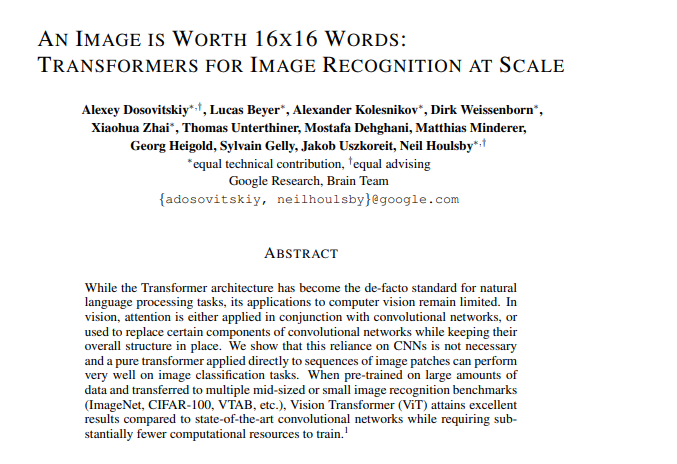 AN IMAGE IS WORTH 16X16 WORDS:
TRANSFORMERS FOR IMAGE RECOGNITION AT SCALE
Alexey Dosovitskiy*,†, Lucas Beyer*, Alexander Kolesnikov*, Dirk Weissenborn*,
Xiaohua Zhai*, Thomas Unterthiner, Mostafa Dehghani, Matthias Minderer,
Georg Heigold, Sylvain Gelly, Jakob Uszkoreit, Neil Houlsby*,†
*equal technical contribution, †equal advising
Google Research, Brain Team
{adosovitskiy, neilhoulsby}@google.com
ABSTRACT
While the Transformer architecture has become the de-facto standard for natural
language processing tasks, its applications to computer vision remain limited. In
vision, attention is either applied in conjunction with convolutional networks, or
used to replace certain components of convolutional networks while keeping their
overall structure in place. We show that this reliance on CNNs is not necessary
and a pure transformer applied directly to sequences of image patches can perform
very well on image classification tasks. When pre-trained on large amounts of
data and transferred to multiple mid-sized or small image recognition benchmarks
(ImageNet, CIFAR-100, VTAB, etc.), Vision Transformer (ViT) attains excellent
results compared to state-of-the-art convolutional networks while requiring sub-
stantially fewer computational resources to train.1